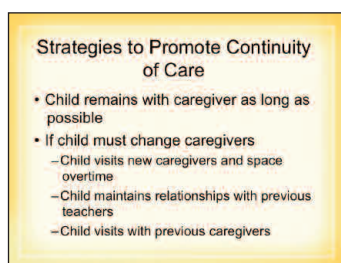 Strategies to Promote Continuity
of Care
• Child remains with caregiver as long as
possible
• If child must change caregivers
–Child visits new caregivers and space
overtime
–Child maintains relationships with previous
teachers
–Child visits with previous caregivers